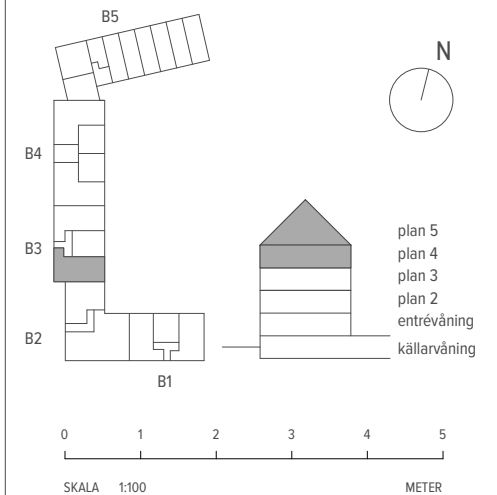 B5
N
B4
B3
B2
B1
plan 5
plan 4
plan 3
plan 2
entrévåning
källarvåning
0 1 2 3 4 5
SKALA 1:100 METER